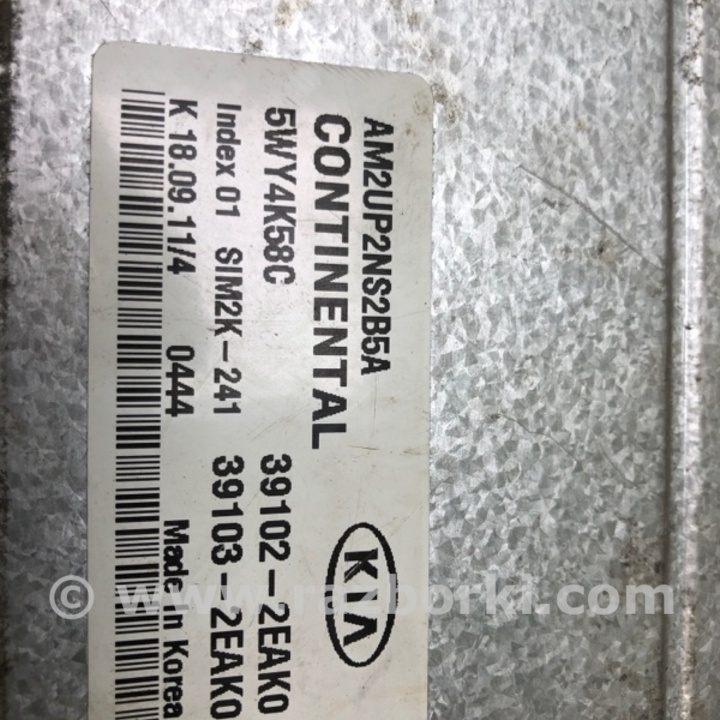 AM2UP2NS2B5A
CONTINENTAL
KIA
5WY4K58C 39102-2EAK0
Index 01 SIM2K-241 39103-2EAK0
K 18.09.11/4 0444 Made in Korea
© www.razborki.com